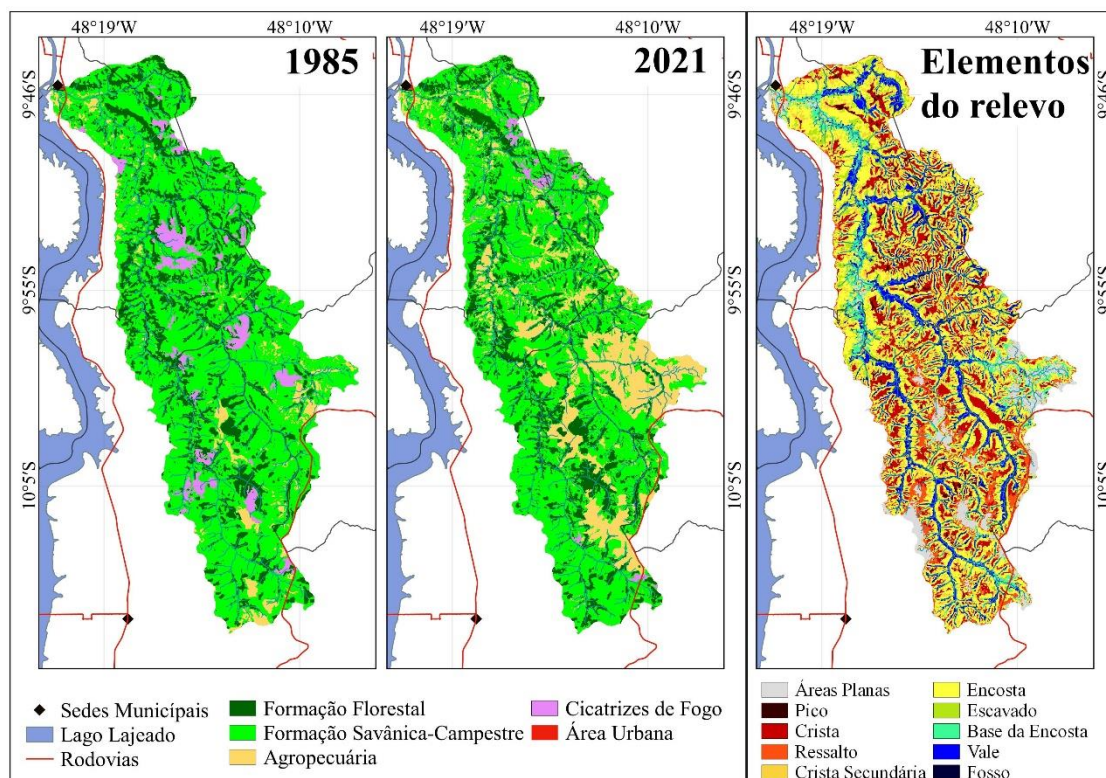 48°19'W
48°10'W
48°19'W
48°10'W
48°19'W
48°10'W
1985
2021
Elementos
do relevo
9°46'S
9°46'S
9°55'S
9°55'S
10°5'S
10°5'S
Sedes Municípais
Lago Lajeado
Rodovias
Formação Florestal
Formação Savânica-Campestre
Agropecuária
Cicatrizes de Fogo
Área Urbana
Áreas Planas
Pico
Crista
Ressalto
Crista Secundária
Encosta
Escavado
Base da Encosta
Vale
Fosso